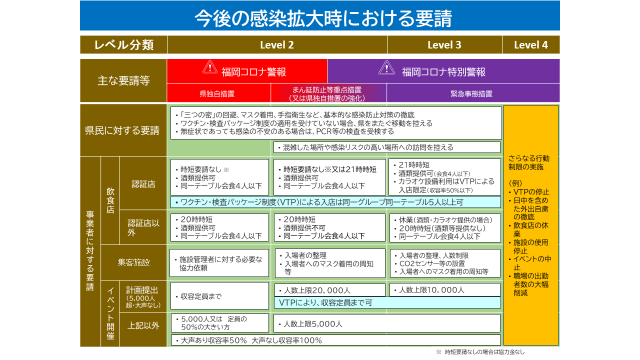 今後の感染拡大時における要請
レベル分類
Level 2
Level 3
Level 4
主な要請等
福岡コロナ警報
福岡コロナ特別警報
県独自措置
まん延防止等重点措置
(又は県独自措置の強化)
緊急事態措置
県民に対する要請
・「三つの密」の回避、マスク着用、手指衛生など、基本的な感染防止対策の徹底
・ワクチン・検査パッケージ制度の適用を受けていない場合、県をまたぐ移動を控える
・無症状であっても感染の不安のある場合は、PCR等の検査を受検する
・混雑した場所や感染リスクの高い場所への訪問を控える
さらなる行動
制限の実施
(例)
・VTPの停止
・日中を含
めた外出自粛
の徹底
・飲食店の休
業
・施設の使用
停止
・イベントの中
止
・職場の出勤
者数の大幅
削減
事業者に対する要請
飲食店
認証店
・時短要請なし ※
・酒類提供可
・同一テーブル会食4人以下
・時短要請なし※又は21時時短
・酒類提供可
・同一テーブル会食4人以下
・21時時短
・酒類提供可(会食4人以下)
・カラオケ設備利用はVTPによる
入店限定(収容率50%以下)
・ワクチン・検査パッケージ制度(VTP)による入店は同一グループ同一テーブル5人以上可
認証店以
外
・20時時短
・酒類提供可
・同一テーブル会食4人以下
・20時時短
・酒類提供不可
・同一テーブル会食4人以下
・休業(酒類・カラオケ提供の場合)
・20時時短(酒類等提供なし)
・同一テーブル会食4人以下
集客施設
・施設管理者に対する必要な
協力依頼
・入場者の整理
・入場者へのマスク着用の周知
等
・入場者の整理、人数制限
・CO2センサー等の設置
・入場者へのマスク着用の周知等
イベント開催
計画提出
(5,000人
超・大声なし)
・収容定員まで
・人数上限20,000人
・人数上限10,000人
VTPにより、収容定員まで可
上記以外
・5,000人又は 定員の
50%の大きい方
・人数上限5,000人
・大声あり収容率50% 大声なし収容率100%
※ 時短要請なしの場合は協力金なし